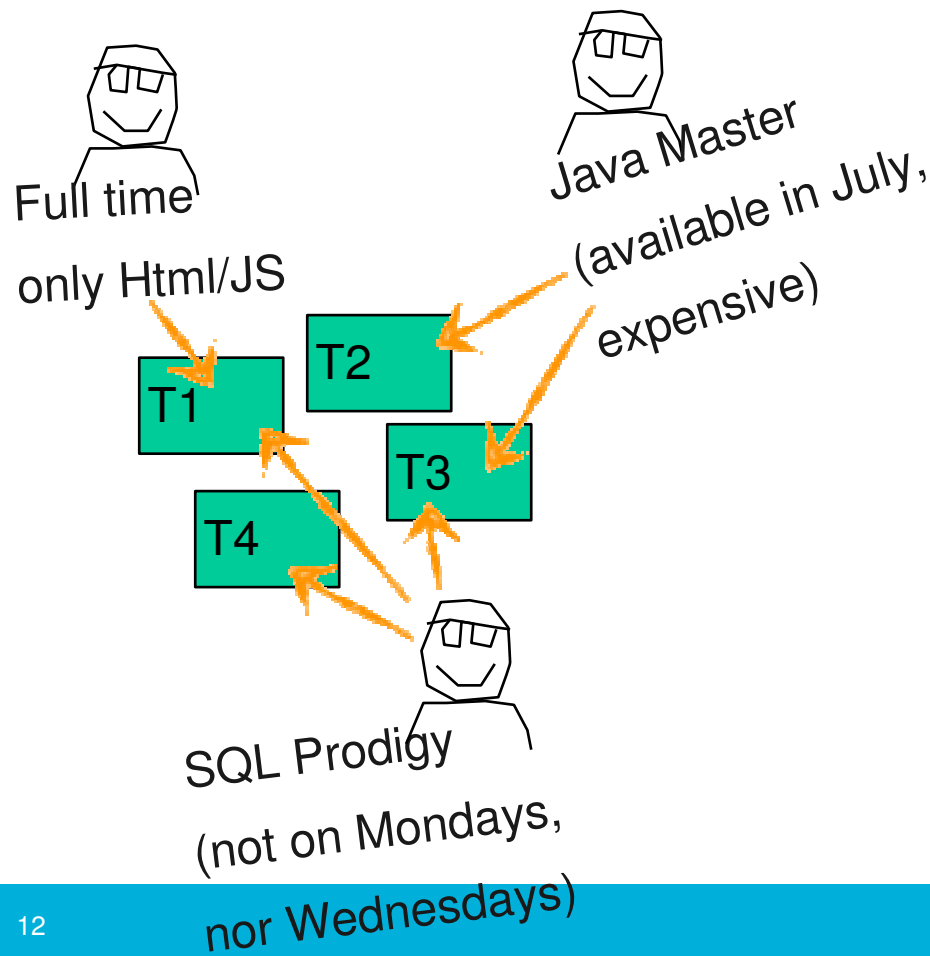 Full time
only Html/JS
Java Master
(available in July,
expensive)
T2
T1
T3
T4
SQL Prodigy
(not on Mondays,
nor Wednesdays)
12